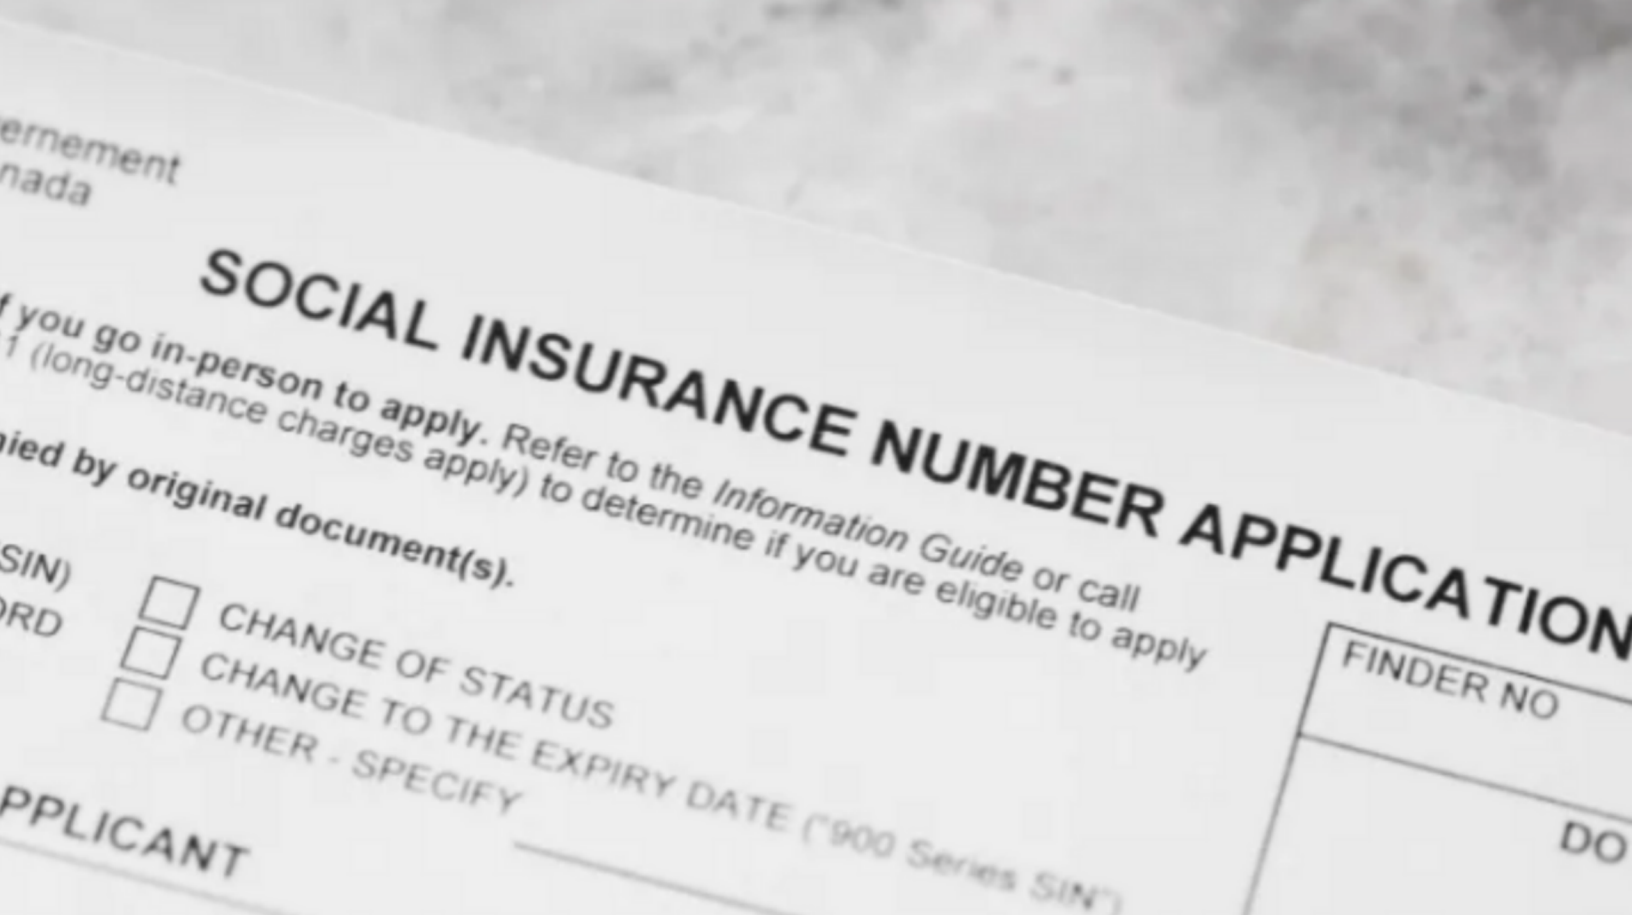 ernement
nada
SOCIAL INSURANCE NUMBER APPLICATION
f you go in-person to apply. Refer to the Information Guide or call
1 (long-distance charges apply) to determine if you are eligible to apply
nied by original document(s).
SIN)
ORD
CHANGE OF STATUS
CHANGE TO THE EXPIRY DATE ("900 Series SIN")
OTHER - SPECIFY
PPLICANT
FINDER NO
DO